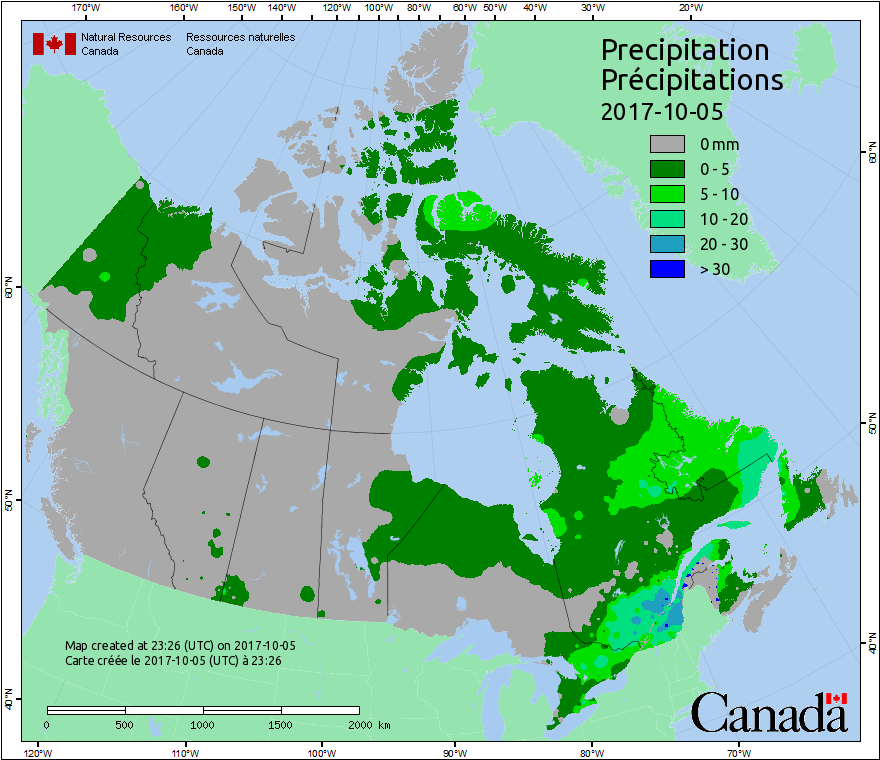 170°W 160°W 150°W 140°W 120°W 100°W 80°W 60°W 50°W 40°W 30°W 20°W
Natural Resources Ressources naturelles
Canada Canada
Precipitation
Précipitations
2017-10-05
0 mm
0 - 5
5 - 10
10 - 20
20 - 30
> 30
60°N
60°N
50°N
50°N
40°N
40°N
Map created at 23:26 (UTC) on 2017-10-05
Carte créée le 2017-10-05 (UTC) à 23:26
0 500 1000 1500 2000 km
Canada
120°W 110°W 100°W 90°W 80°W 70°W